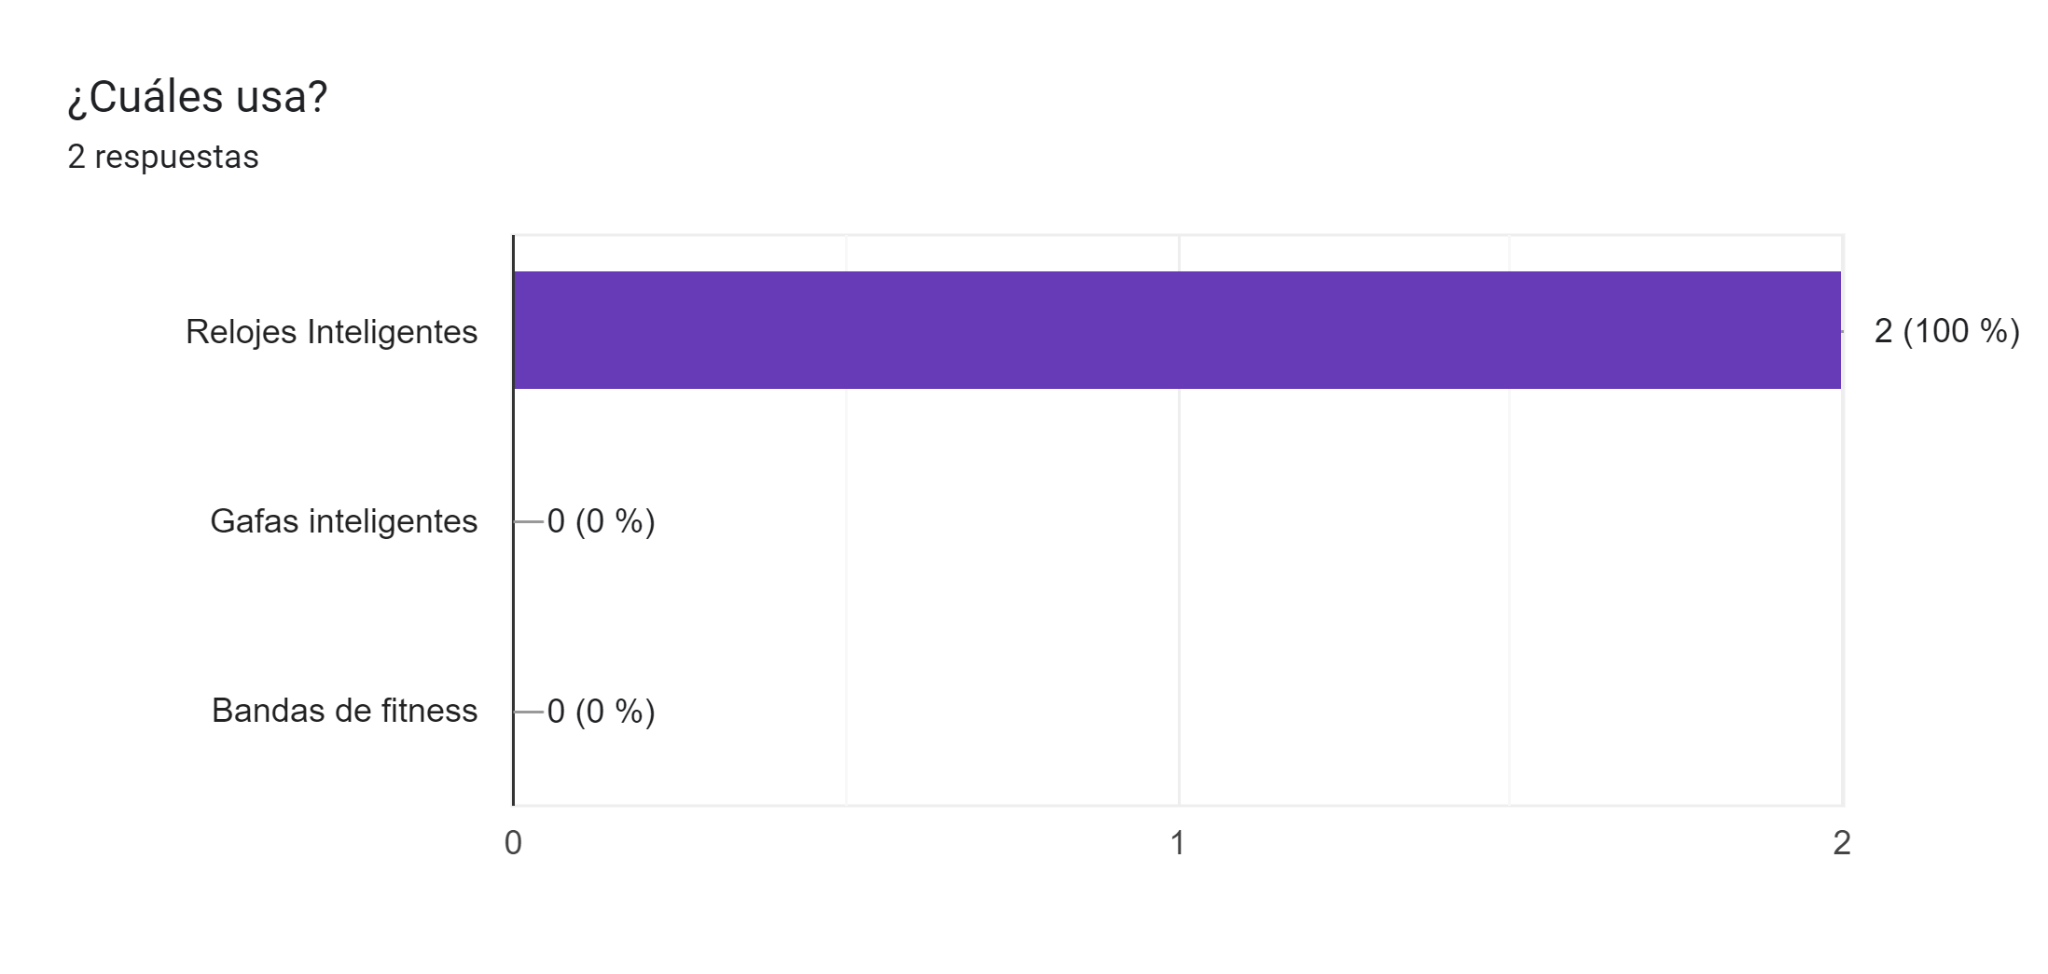 ¿Cuáles usa?
2 respuestas
Relojes Inteligentes
2 (100 %)
Gafas inteligentes
0 (0 %)
Bandas de fitness
0 (0 %)
0
1
2